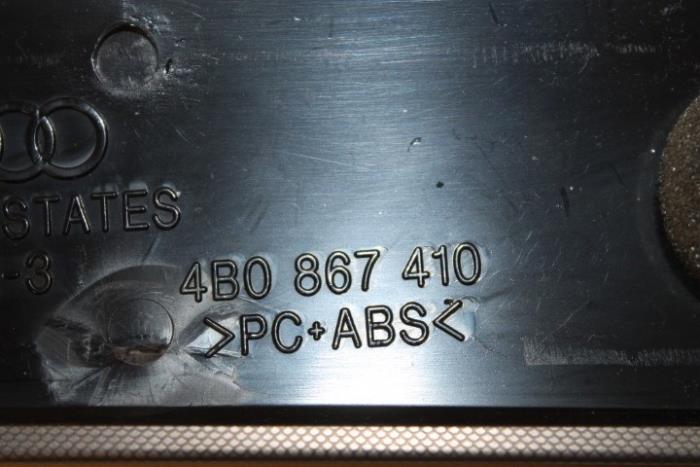 STATES
-3
4B0 867 410
>PC+ABS<